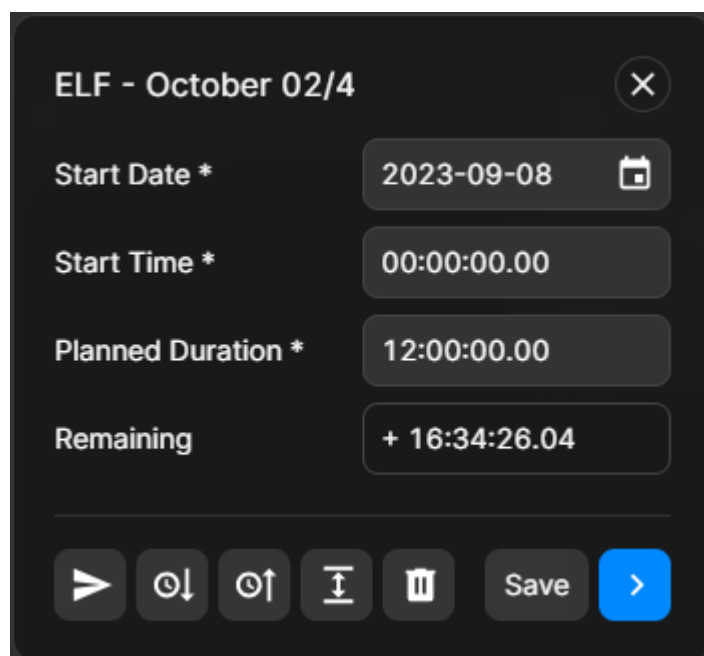 ELF - October 02/4
Start Date * 2023-09-08
Start Time * 00:00:00.00
Planned Duration * 12:00:00.00
Remaining + 16:34:26.04
Save